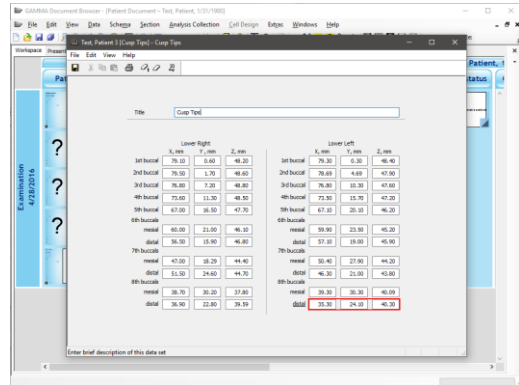 GAMMA Document Browser - [Patient Document - Test, Patient, 1/31/1980]
File Edit View Data Schema Section Analysis Collection Cell Design Extras Windows Help
Workspace Present
Patient, 1
Pat
tatus
Examination
4/28/2016
?
?
?
Test, Patient 3 [Cusp Tips] - Cusp Tips
File Edit View Help
Title Cusp Tips
Lower Right Lower Left
X, mm Y, mm Z, mm X, mm Y, mm Z, mm
1st buccal 79.10 0.60 48.20 1st buccal 79.30 0.30 48.40
2nd buccal 79.50 1.70 48.60 2nd buccal 78.69 4.69 47.90
3rd buccal 76.80 7.20 48.80 3rd buccal 76.80 10.30 47.60
4th buccal 73.60 11.30 48.50 4th buccal 73.50 15.70 47.20
5th buccal 67.00 16.50 47.70 5th buccal 67.10 20.10 46.20
6th buccals 6th buccals
mesial 60.00 21.00 46.10 mesial 59.90 23.50 45.20
distal 56.50 15.90 46.80 distal 57.10 19.00 45.90
7th buccals 7th buccals
mesial 47.00 18.29 44.40 mesial 50.40 27.90 44.20
distal 51.50 24.60 44.70 distal 46.30 21.00 43.80
8th buccals 8th buccals
mesial 38.70 30.20 37.80 mesial 39.30 30.30 40.09
distal 36.90 22.80 39.59 distal 35.30 24.10 40.30
Enter brief description of this data set